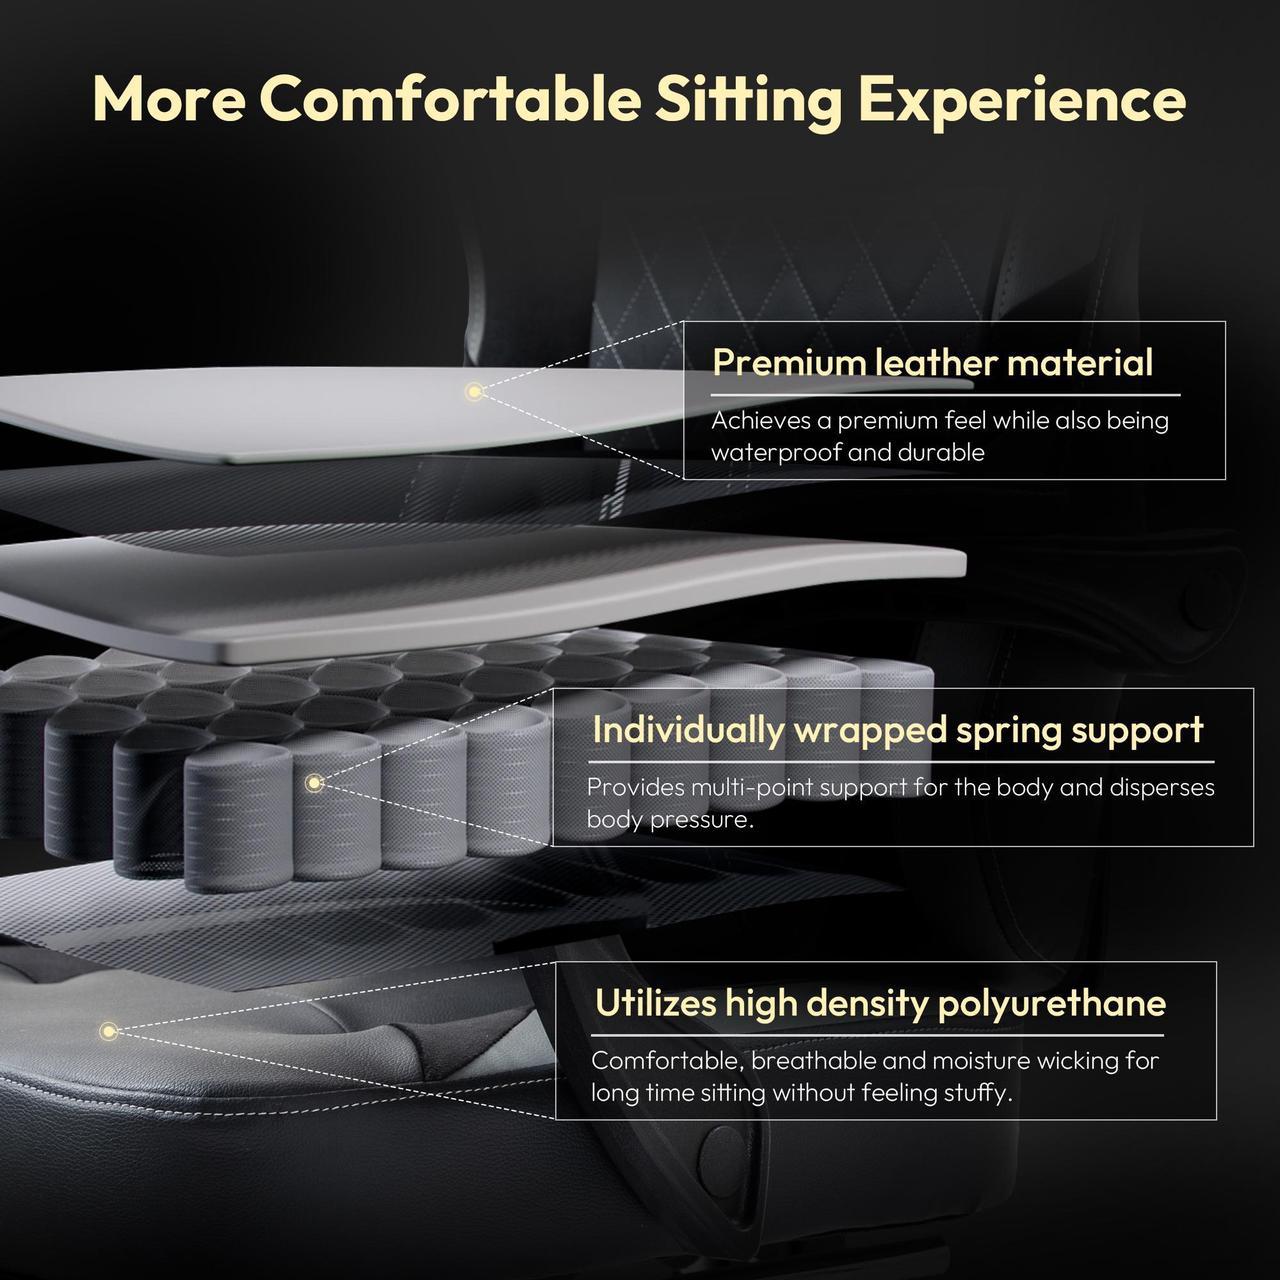 More Comfortable Sitting Experience
Premium leather material
Achieves a premium feel while also being
waterproof and durable
Individually wrapped spring support
Provides multi-point support for the body and disperses
body pressure.
Utilizes high density polyurethane
Comfortable, breathable and moisture wicking for
long time sitting without feeling stuffy.